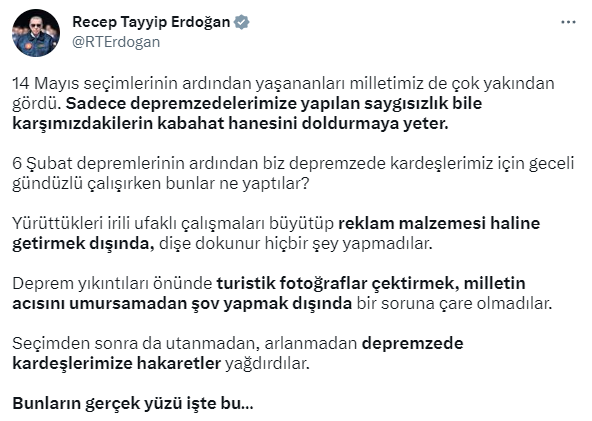 Recep Tayyip Erdoğan
@RTErdogan
14 Mayıs seçimlerinin ardından yaşananları milletimiz de çok yakından
gördü. Sadece depremzedelerimize yapılan saygısızlık bile
karşımızdakilerin kabahat hanesini doldurmaya yeter.
6 Şubat depremlerinin ardından biz depremzede kardeşlerimiz için geceli
gündüzlü çalışırken bunlar ne yaptılar?
Yürüttükleri irili ufaklı çalışmaları büyütüp reklam malzemesi haline
getirmek dışında, dişe dokunur hiçbir şey yapmadılar.
Deprem yıkıntıları önünde turistik fotoğraflar çektirmek, milletin
acısını umursamadan şov yapmak dışında bir soruna çare olmadılar.
Seçimden sonra da utanmadan, arlanmadan depremzede
kardeşlerimize hakaretler yağdırdılar.
Bunların gerçek yüzü işte bu...